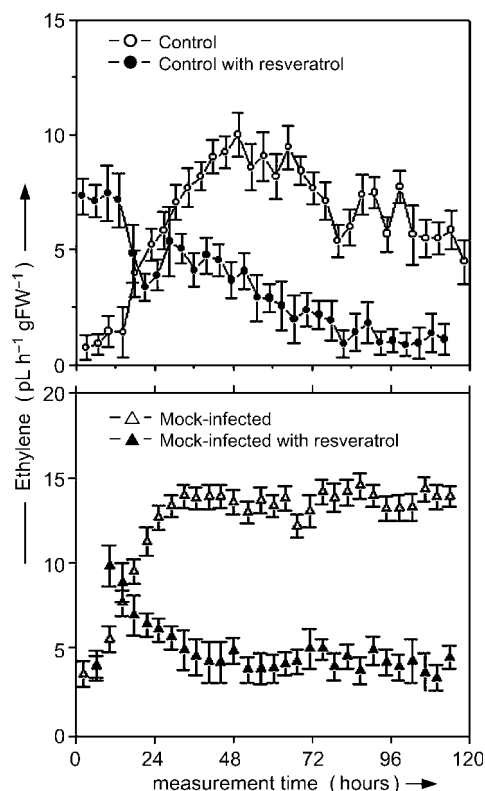 15
Control
Control with resveratrol
10
5
0
Ethylene (pL h⁻¹ gFW⁻¹)
20
Mock-infected
Mock-infected with resveratrol
15
10
5
0
0 24 48 72 96 120
measurement time (hours)